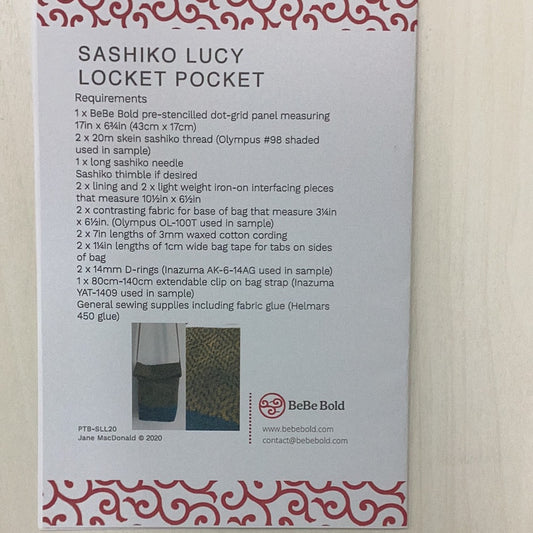 SASHIKO LUCY
LOCKET POCKET
Requirements
1 x BeBe Bold pre-stencilled dot-grid panel measuring
17in x 6¾in (43cm x 17cm)
2 x 20m skein sashiko thread (Olympus #98 shaded
used in sample)
1 x long sashiko needle
Sashiko thimble if desired
2 x lining and 2 x light weight iron-on interfacing pieces
that measure 10½in x 6½in
2 x contrasting fabric for base of bag that measure 3¼in
x 6½in. (Olympus OL-100T used in sample)
2 x 7in lengths of 3mm waxed cotton cording
2 x 1¼in lengths of 1cm wide bag tape for tabs on sides
of bag
2 x 14mm D-rings (Inazuma AK-6-14AG used in sample)
1 x 80cm-140cm extendable clip on bag strap (Inazuma
YAT-1409 used in sample)
General sewing supplies including fabric glue (Helmars
450 glue)
BeBe Bold
PTB-SLL20
Jane MacDonald © 2020
www.bebebold.com
contact@bebebold.com